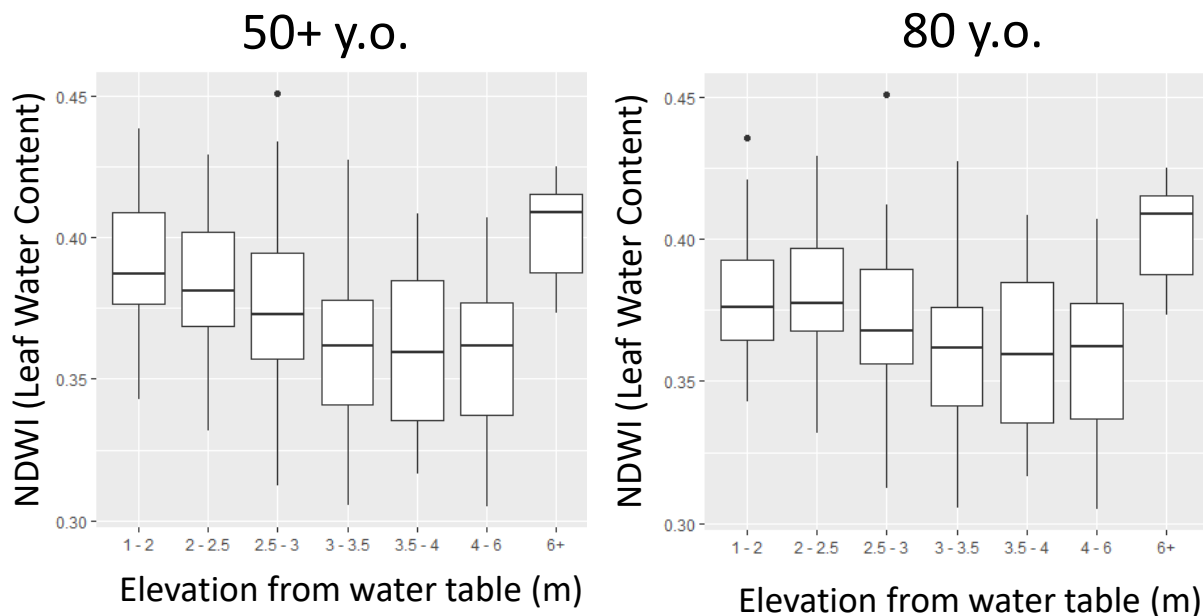 50+ y.o.
NDWI (Leaf Water Content)
0.45
0.40
0.35
0.30
1 - 2 2 - 2.5 2.5 - 3 3 - 3.5 3.5 - 4 4 - 6 6+
Elevation from water table (m)
80 y.o.
NDWI (Leaf Water Content)
0.45
0.40
0.35
0.30
1 - 2 2 - 2.5 2.5 - 3 3 - 3.5 3.5 - 4 4 - 6 6+
Elevation from water table (m)